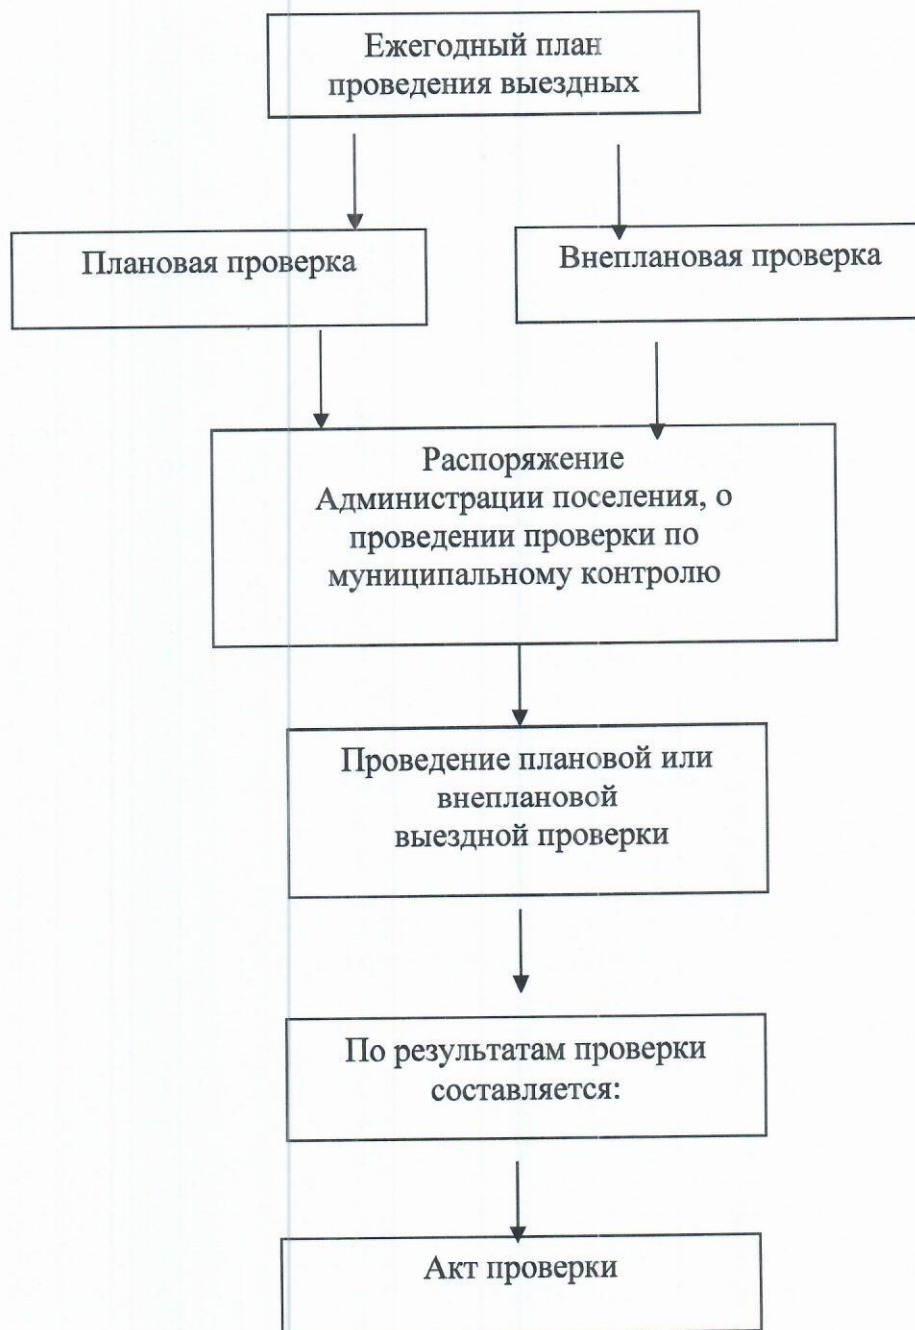 Ежегодный план
проведения выездных
Плановая проверка
Внеплановая проверка
Распоряжение
Администрации поселения, о
проведении проверки по
муниципальному контролю
Проведение плановой или
внеплановой
выездной проверки
По результатам проверки
составляется:
Акт проверки